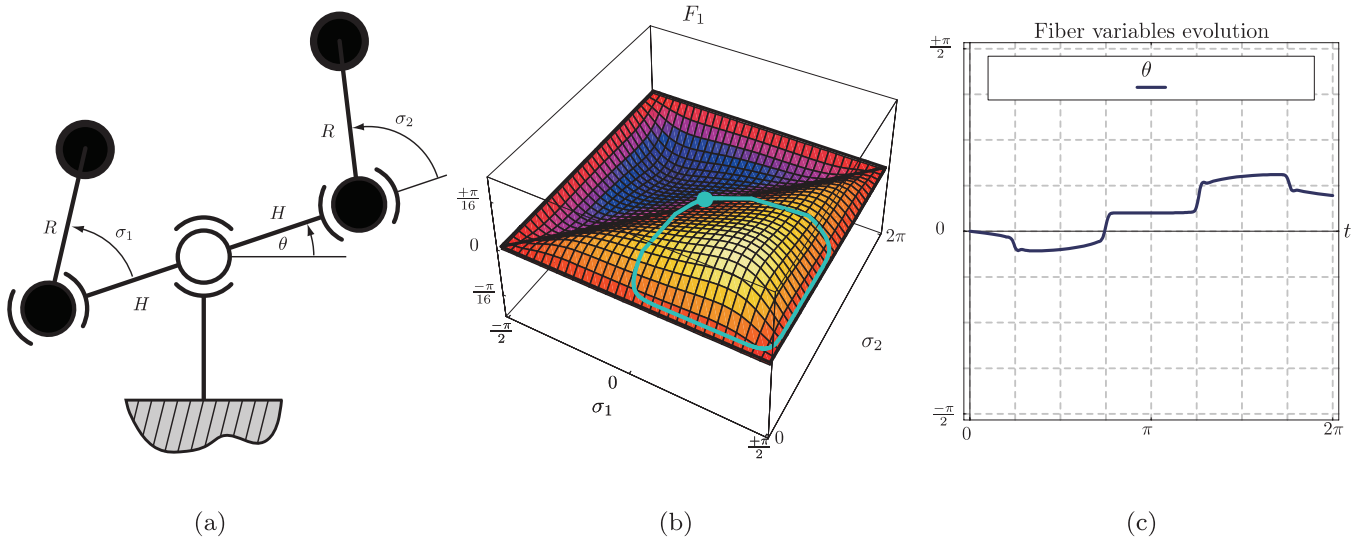 R
σ₁
H
R
σ₂
H
θ
(a)
F₁
+π/16
0
−π/16
−π/2
0
σ₁
+π/2
0
σ₂
2π
(b)
Fiber variables evolution
θ
+π/2
0
−π/2
0
π
2π
t
(c)